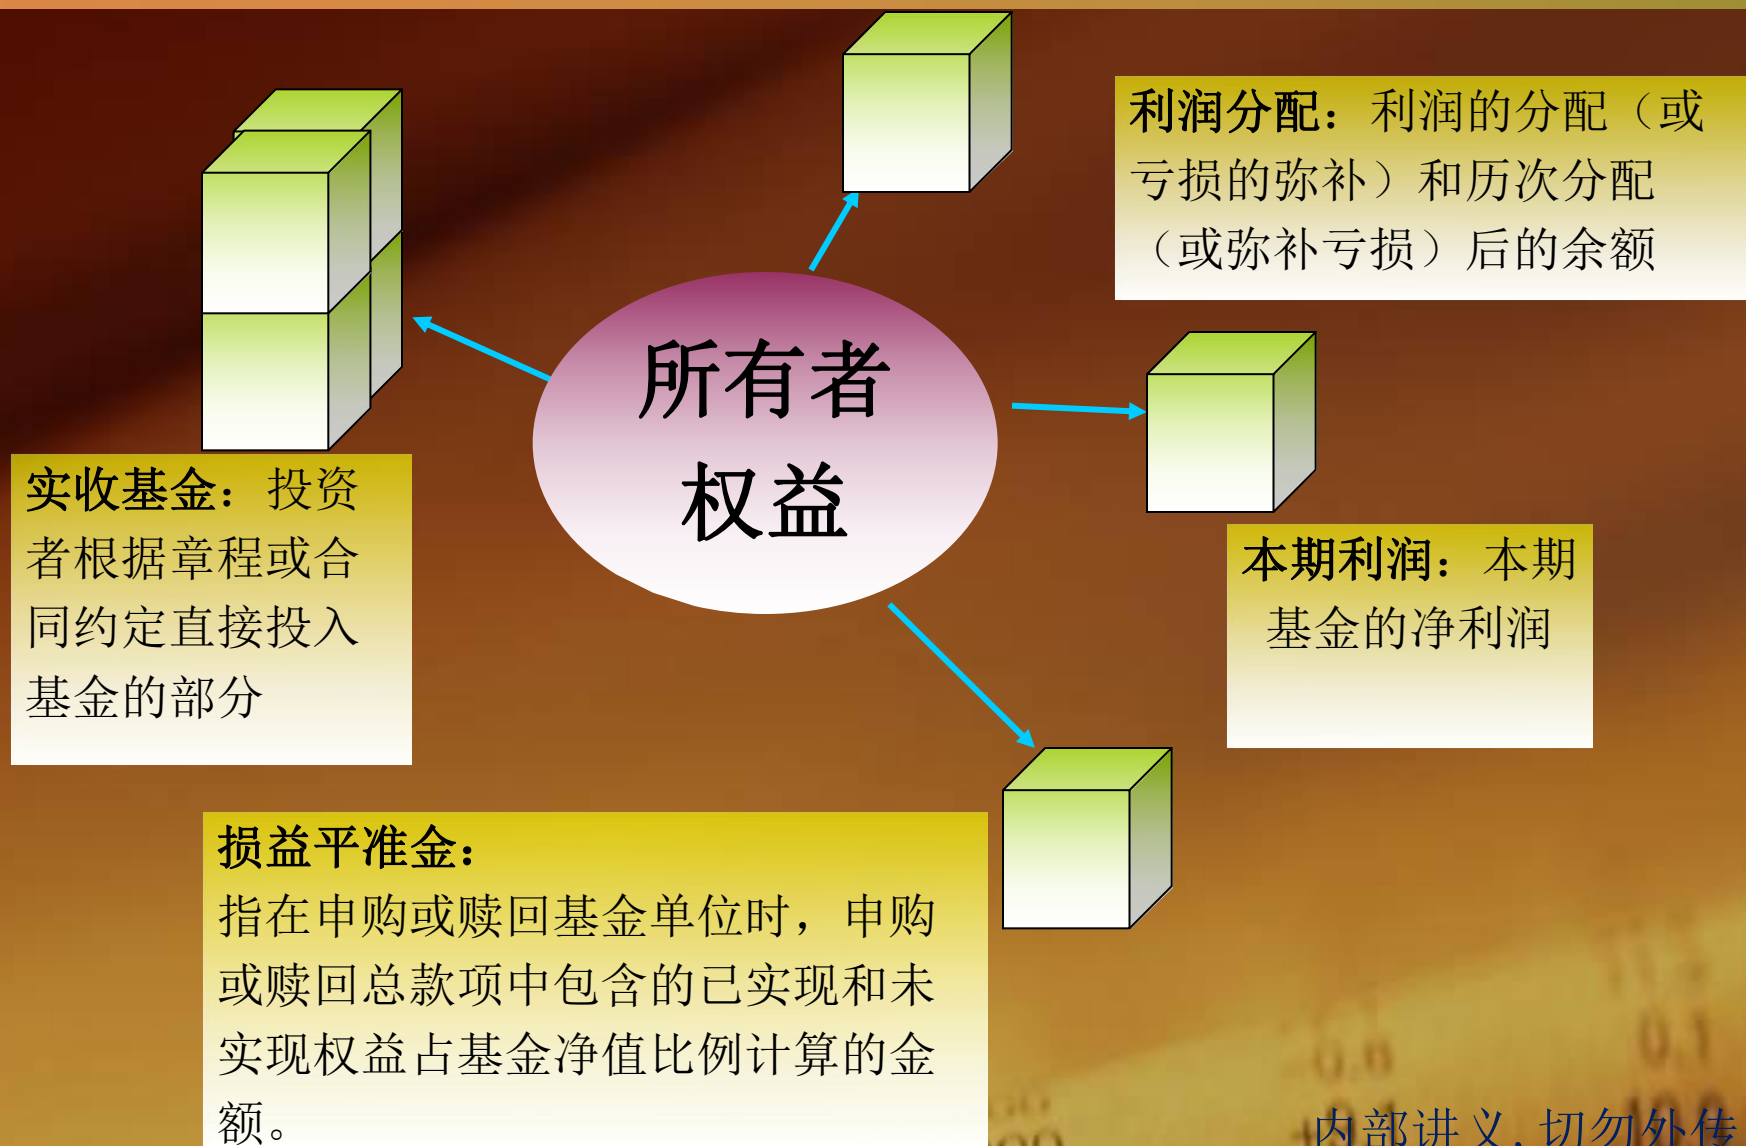 利润分配：利润的分配（或
亏损的弥补）和历次分配
（或弥补亏损）后的余额
所有者
权益
实收基金：投资
者根据章程或合
同约定直接投入
基金的部分
本期利润：本期
基金的净利润
损益平准金：
指在申购或赎回基金单位时，申购
或赎回总款项中包含的已实现和未
实现权益占基金净值比例计算的金
额。
0.6
0.1
内部讲义,切勿外传